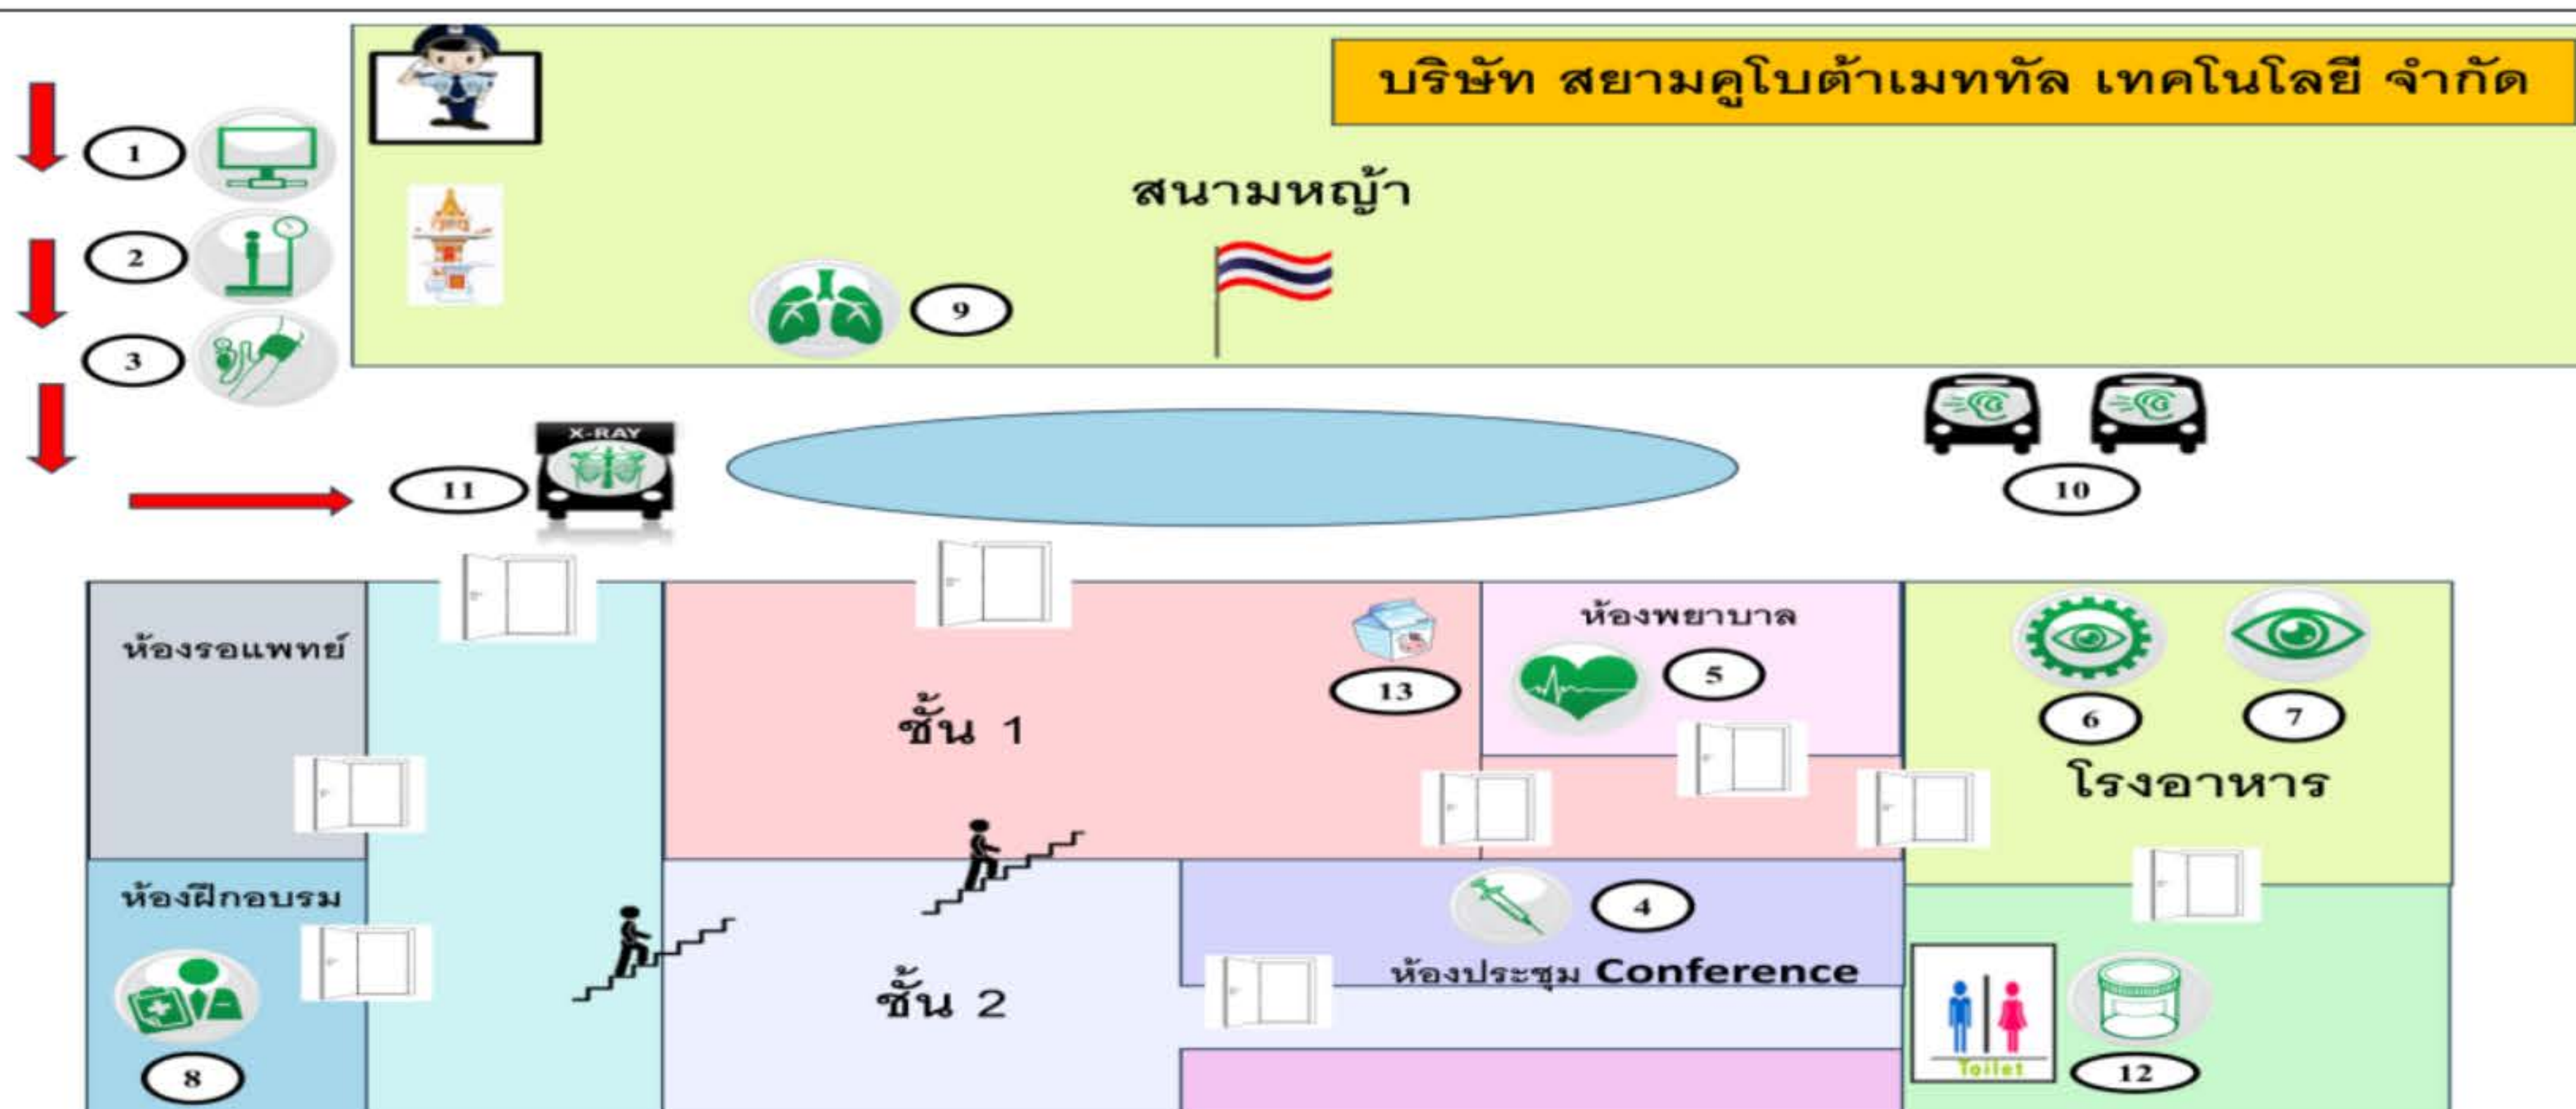 บริษัท สยามคูโบต้าเมททัล เทคโนโลยี จำกัด
1
สนามหญ้า
2
9
3
X-RAY
11
10
ห้องรอแพทย์
ห้องพยาบาล
5
13
6
7
ชั้น 1
โรงอาหาร
ห้องฝึกอบรม
4
ห้องประชุม Conference
ชั้น 2
8
Toilet
12